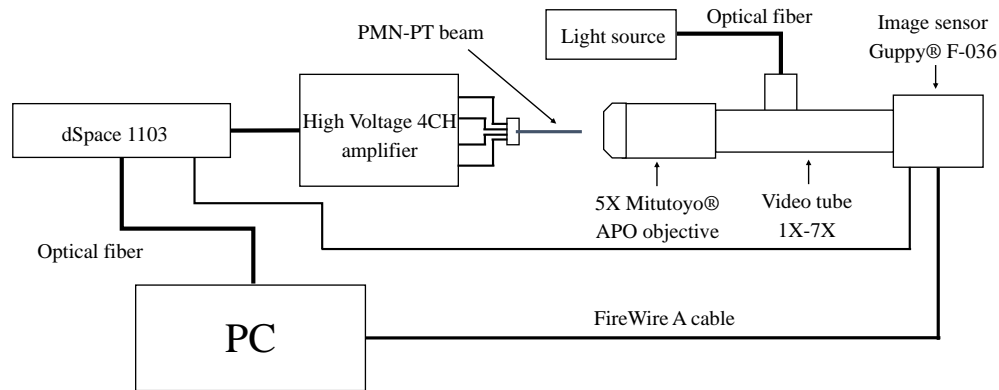 Optical fiber
Image sensor
Guppy® F-036
PMN-PT beam
Light source
High Voltage 4CH
amplifier
dSpace 1103
5X Mitutoyo®
APO objective
Video tube
1X-7X
Optical fiber
FireWire A cable
PC